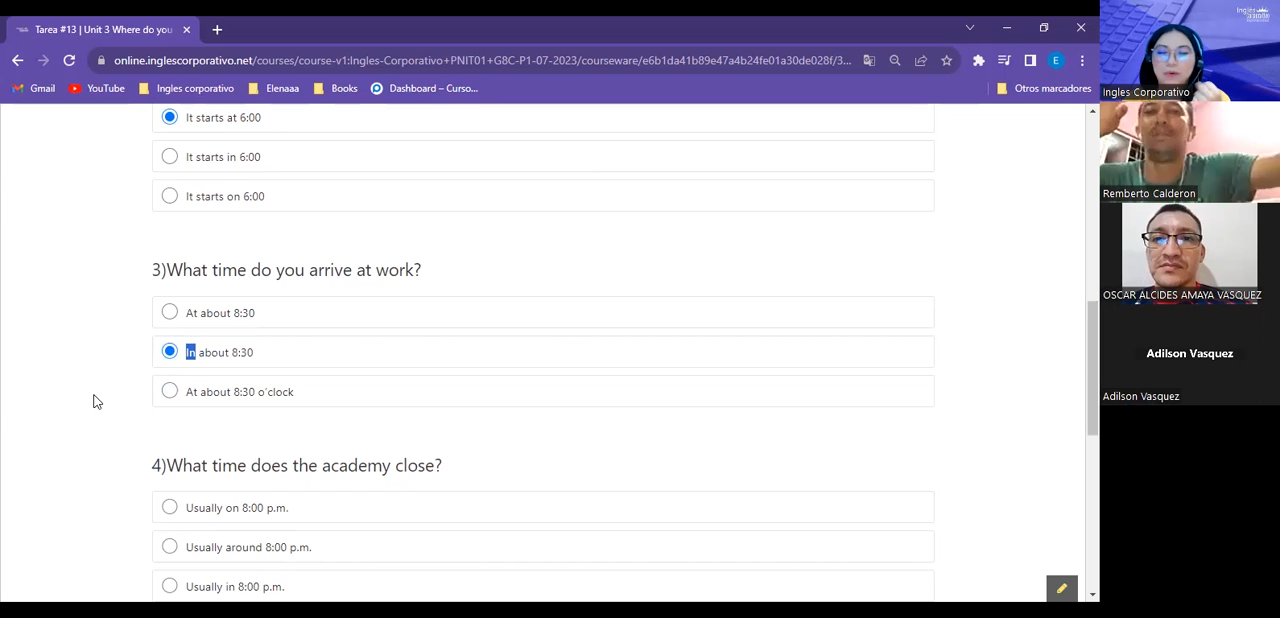 Tarea #13 | Unit 3 Where do you
online.inglescorporativo.net/courses/course-v1:Ingles-Corporativo+PNIT01+G8C-P1-07-2023/courseware/e6b1da41b89e47a4b24fe01a30de028f/3...
E
Gmail
YouTube
Ingles corporativo
Elenaaa
Books
Dashboard – Curso...
Otros marcadores
It starts at 6:00
It starts in 6:00
It starts on 6:00
3)What time do you arrive at work?
At about 8:30
In about 8:30
At about 8:30 o'clock
4)What time does the academy close?
Usually on 8:00 p.m.
Usually around 8:00 p.m.
Usually in 8:00 p.m.
Ingles Corporativo
Remberto Calderon
OSCAR ALCIDES AMAYA VASQUEZ
Adilson Vasquez
Adilson Vasquez